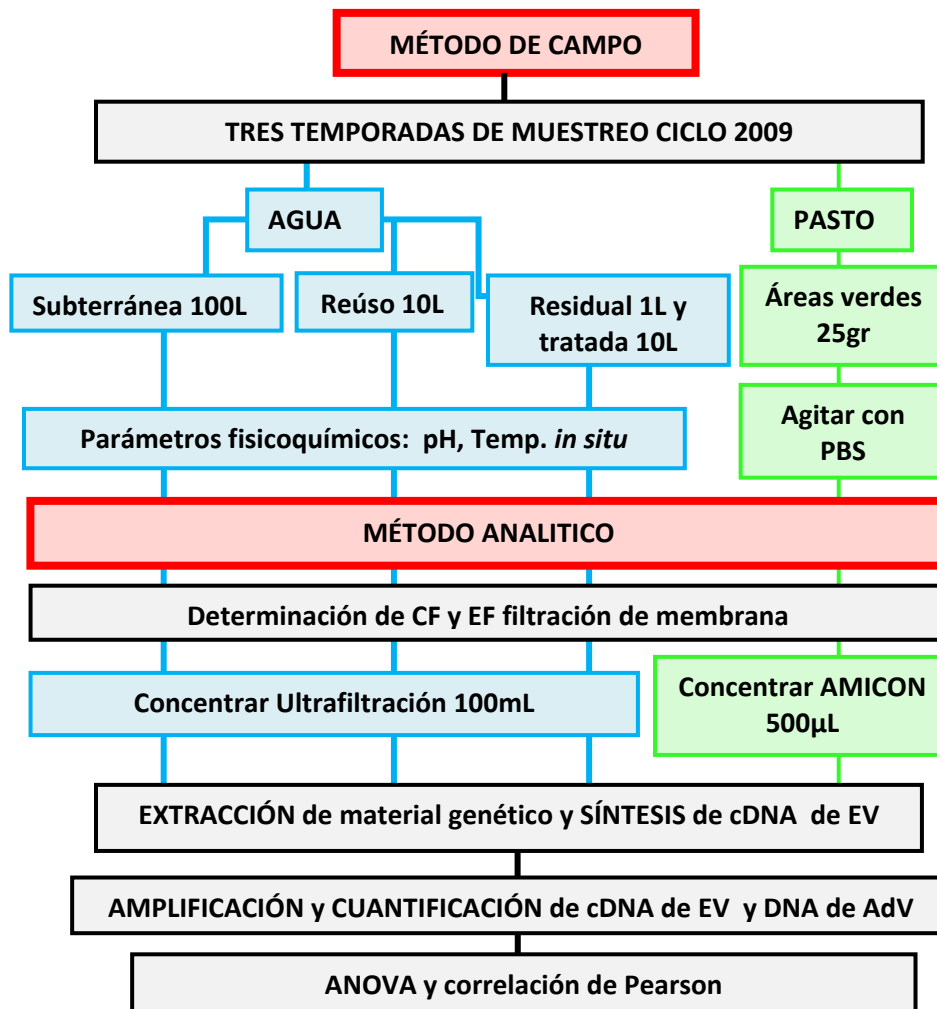 MÉTODO DE CAMPO
TRES TEMPORADAS DE MUESTREO CICLO 2009
AGUA
PASTO
Subterránea 100L
Reúso 10L
Residual 1L y
tratada 10L
Áreas verdes
25gr
Parámetros fisicoquímicos: pH, Temp. in situ
Agitar con
PBS
MÉTODO ANALITICO
Determinación de CF y EF filtración de membrana
Concentrar Ultrafiltración 100mL
Concentrar AMICON
500µL
EXTRACCIÓN de material genético y SÍNTESIS de cDNA de EV
AMPLIFICACIÓN y CUANTIFICACIÓN de cDNA de EV y DNA de AdV
ANOVA y correlación de Pearson